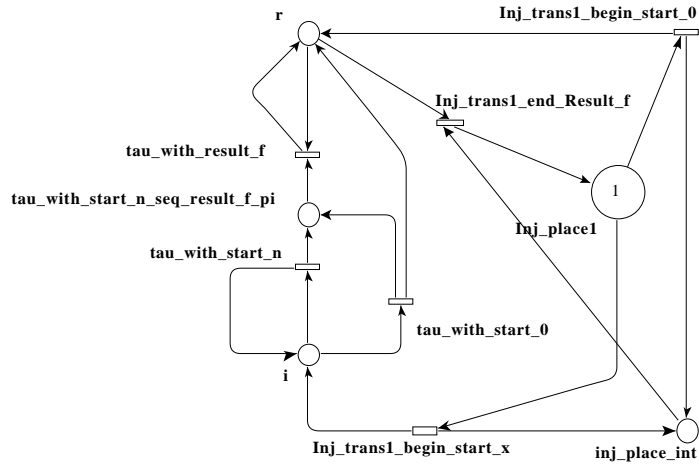 r
Inj_trans1_begin_start_0
Inj_trans1_end_Result_f
tau_with_result_f
tau_with_start_n_seq_result_f_pi
1
Inj_place1
tau_with_start_n
tau_with_start_0
i
Inj_trans1_begin_start_x
inj_place_int